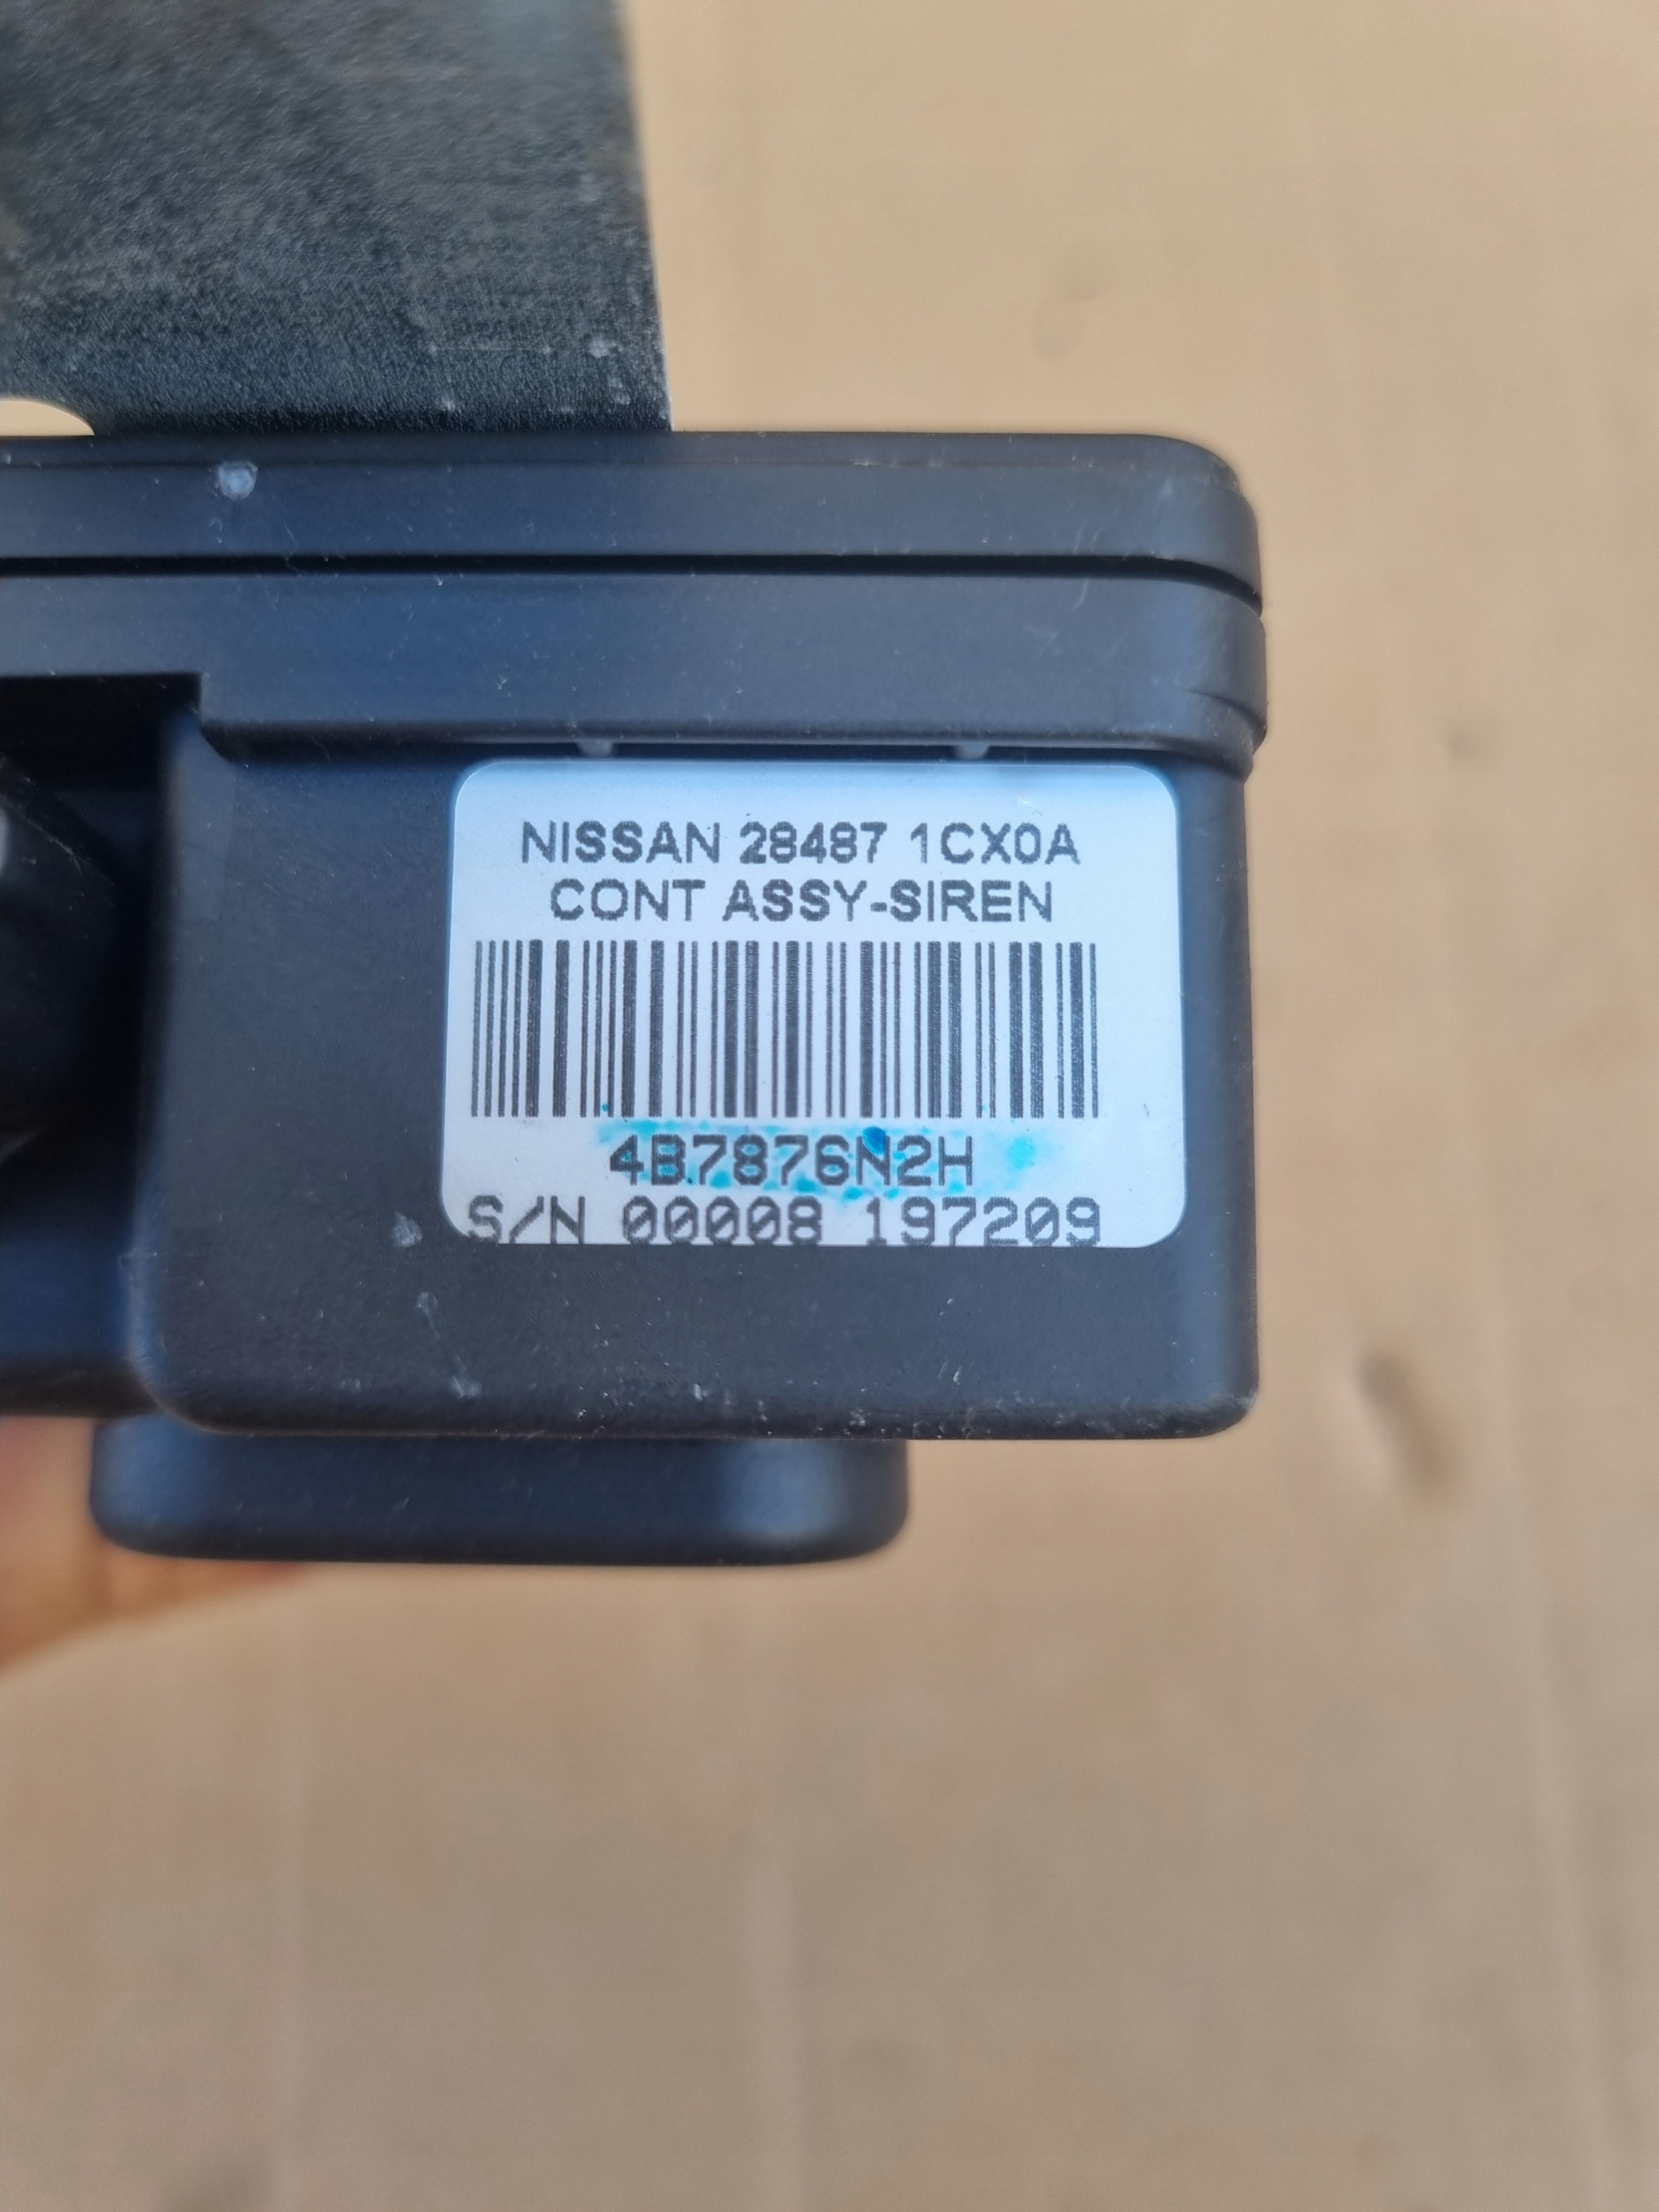 NISSAN 28487 1CX0A
CONT ASSY-SIREN
4B7876N2H
S/N 00008 197209